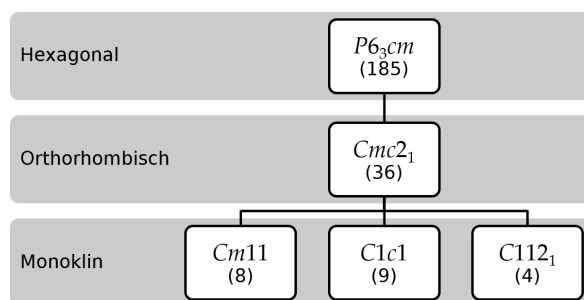 Hexagonal
P6₃cm
(185)
Orthorhombisch
Cmc2₁
(36)
Monoklin
Cm11
(8)
C1c1
(9)
C112₁
(4)